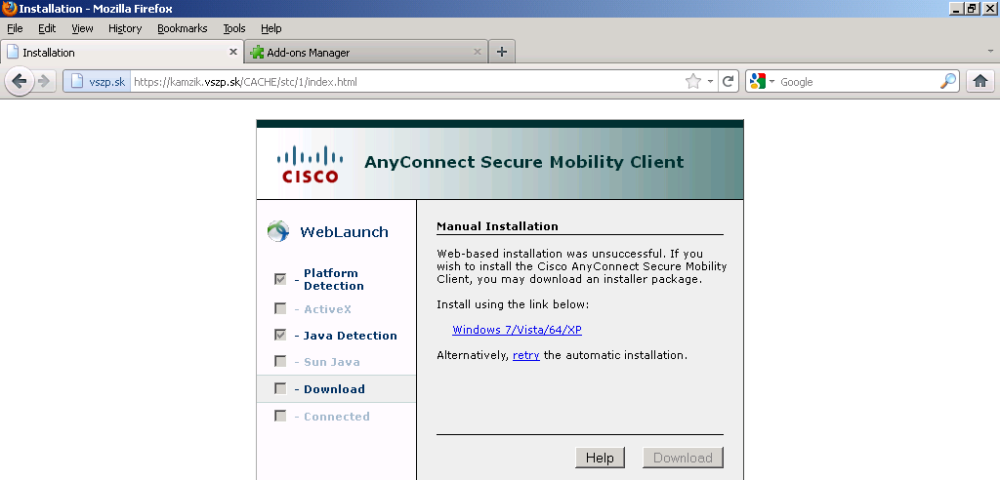 Installation - Mozilla Firefox
File Edit View History Bookmarks Tools Help
Installation Add-ons Manager
vszp.sk https://kamzik.vszp.sk/CACHE/stc/1/index.html Google
CISCO
AnyConnect Secure Mobility Client
WebLaunch
- Platform
Detection
- ActiveX
- Java Detection
- Sun Java
- Download
- Connected
Manual Installation
Web-based installation was unsuccessful. If you
wish to install the Cisco AnyConnect Secure Mobility
Client, you may download an installer package.
Install using the link below:
Windows 7/Vista/64/XP
Alternatively, retry the automatic installation.
Help Download